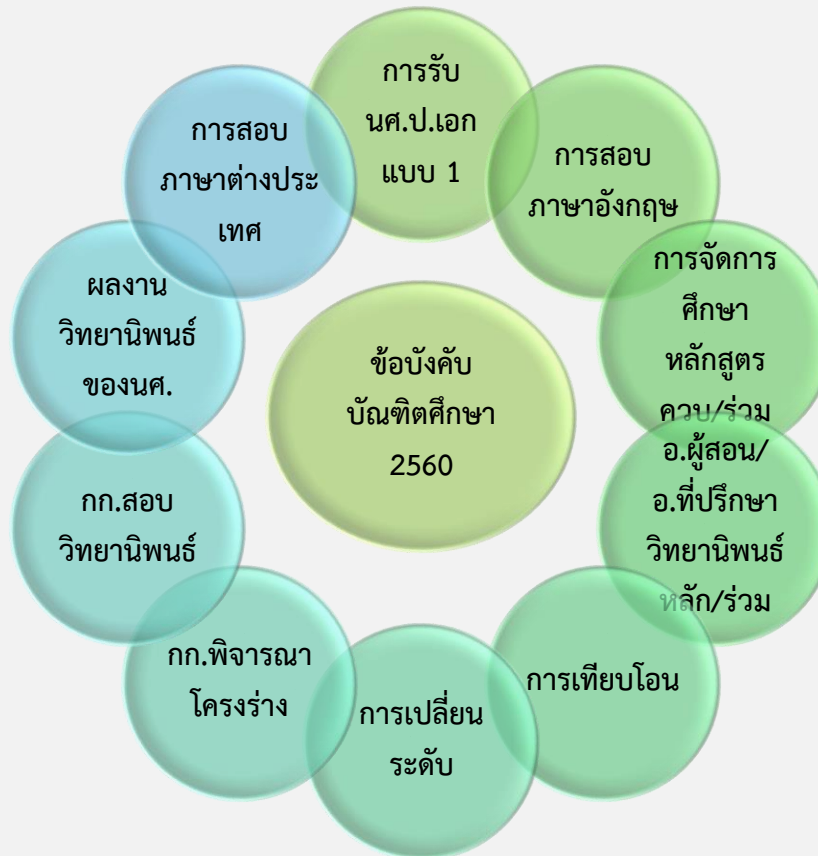 การรับ
นศ.ป.เอก
แบบ 1
การสอบ
ภาษาอังกฤษ
การจัดการ
ศึกษา
หลักสูตร
ควบ/ร่วม
อ.ผู้สอน/
อ.ที่ปรึกษา
วิทยานิพนธ์
หลัก/ร่วม
การเทียบโอน
การเปลี่ยน
ระดับ
กก.พิจารณา
โครงร่าง
กก.สอบ
วิทยานิพนธ์
ผลงาน
วิทยานิพนธ์
ของนศ.
การสอบ
ภาษาต่างประ
เทศ
ข้อบังคับ
บัณฑิตศึกษา
2560